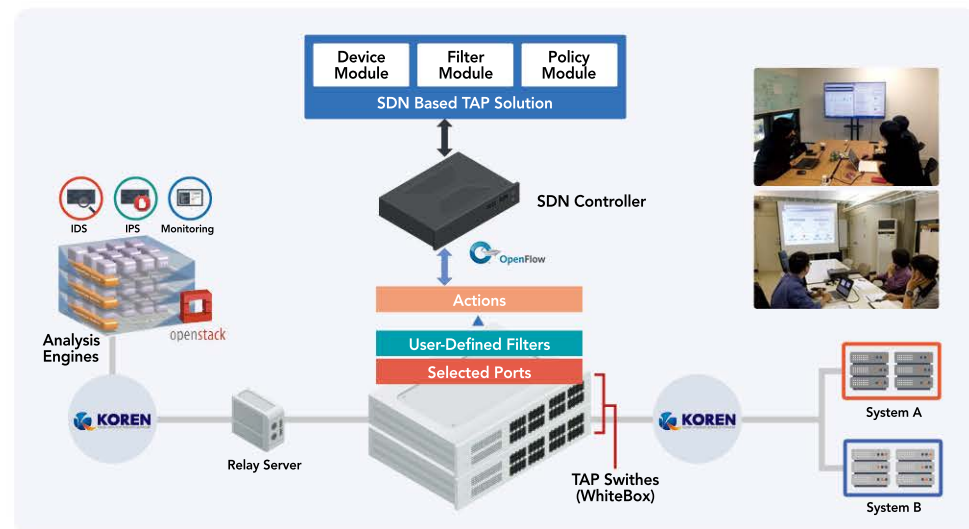 Device
Module
Filter
Module
Policy
Module
SDN Based TAP Solution
SDN Controller
IDS
IPS
Monitoring
OpenFlow
Actions
openstack
User-Defined Filters
Analysis
Engines
Selected Ports
KOREN
KOREN
System A
Relay Server
TAP Swithes
(WhiteBox)
System B